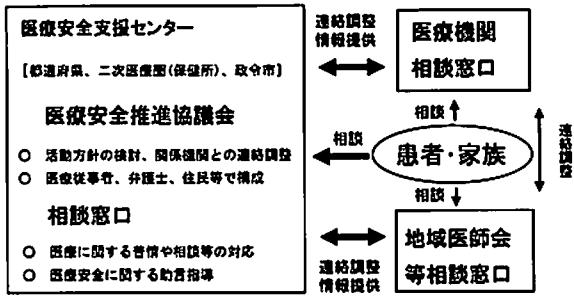 医療安全支援センター
[都道府県、二次医療圏(保健所)、政令市]
医療安全推進協議会
○ 活動方針の検討、関係機関との連絡調整
○ 医療従事者、弁護士、住民等で構成
相談窓口
○ 医療に関する苦情や相談等の対応
○ 医療安全に関する助言指導
連絡調整
情報提供
医療機関
相談窓口
相談
相談
患者・家族
連絡調整
相談
連絡調整
情報提供
地域医師会
等相談窓口